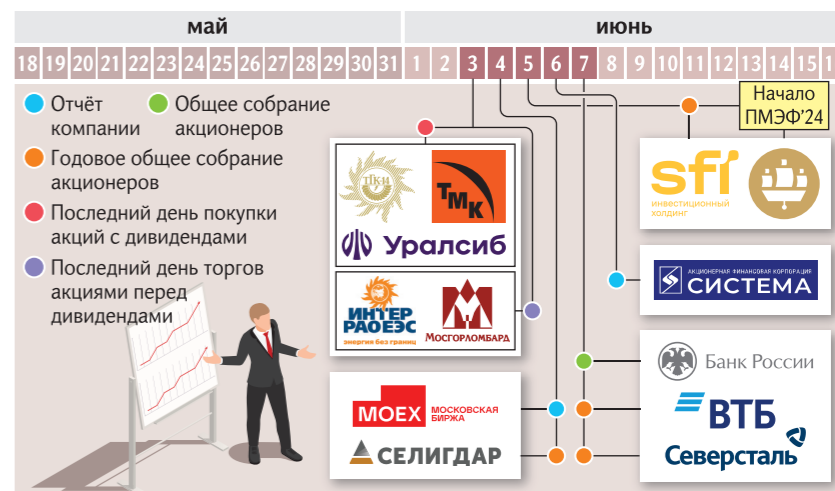 май
июнь
18 19 20 21 22 23 24 25 26 27 28 29 30 31 1 2 3 4 5 6 7 8 9 10 11 12 13 14 15 1
Отчёт
компании
Общее собрание
акционеров
Годовое общее собрание
акционеров
Последний день покупки
акций с дивидендами
Последний день торгов
акциями перед
дивидендами
Начало
ПМЭФ'24
ТМК
Уралсиб
ИНТЕР
РАО ЕЭС
энергия без границ
МОСГОРЛОМБАРД
MOEX
МОСКОВСКАЯ
БИРЖА
СЕЛИГДАР
sfi
ИНВЕСТИЦИОННЫЙ
ХОЛДИНГ
АКЦИОНЕРНАЯ ФИНАНСОВАЯ КОРПОРАЦИЯ
СИСТЕМА
Банк России
ВТБ
Северсталь